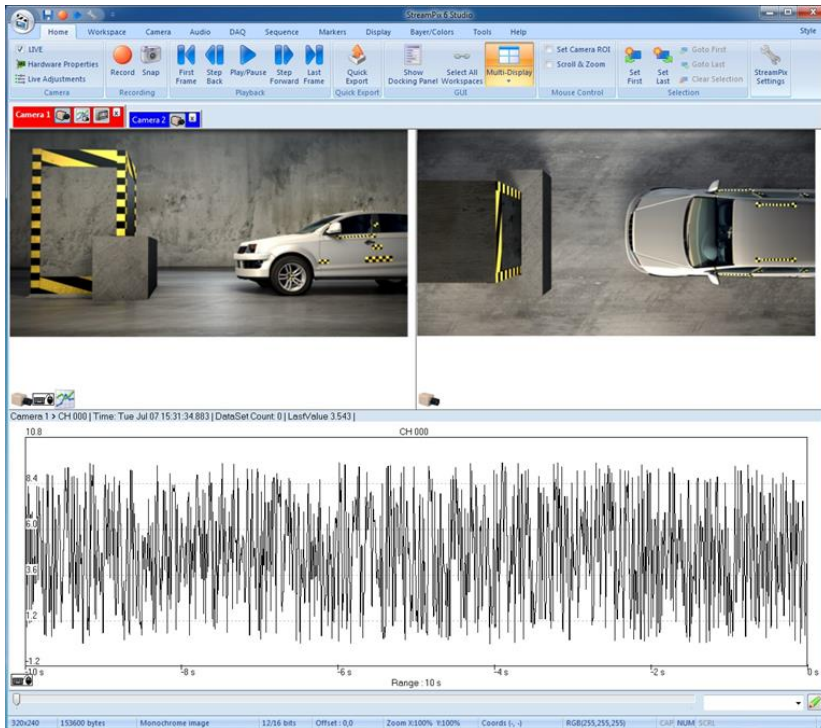 StreamPix 6 Studio
Home Workspace Camera Audio DAQ Sequence Markers Display Bayer/Colors Tools Help Style
LIVE
Hardware Properties
Live Adjustments
Camera
Record Snap
Recording
First Frame Step Back Play/Pause Step Forward Last Frame
Playback
Quick Export
Quick Export
Show Docking Panel Select All Workspaces Multi-Display
GUI
Set Camera ROI
Scroll & Zoom
Mouse Control
Set First Set Last
Goto First
Goto Last
Clear Selection
Selection
StreamPix Settings
Camera 1 Camera 2
Camera 1 > CH 000 | Time: Tue Jul 07 15:31:34.883 | DataSet Count: 0 | LastValue 3.543 |
10.8 CH 000
8.4
6.0
3.6
1.2
-1.2
-10 s -8 s -6 s -4 s -2 s 0 s
Range : 10 s
320x240 153600 bytes Monochrome image 12/16 bits Offset : 0,0 Zoom X:100% Y:100% Coords (-, -) RGB(255,255,255) CAP NUM SCRL